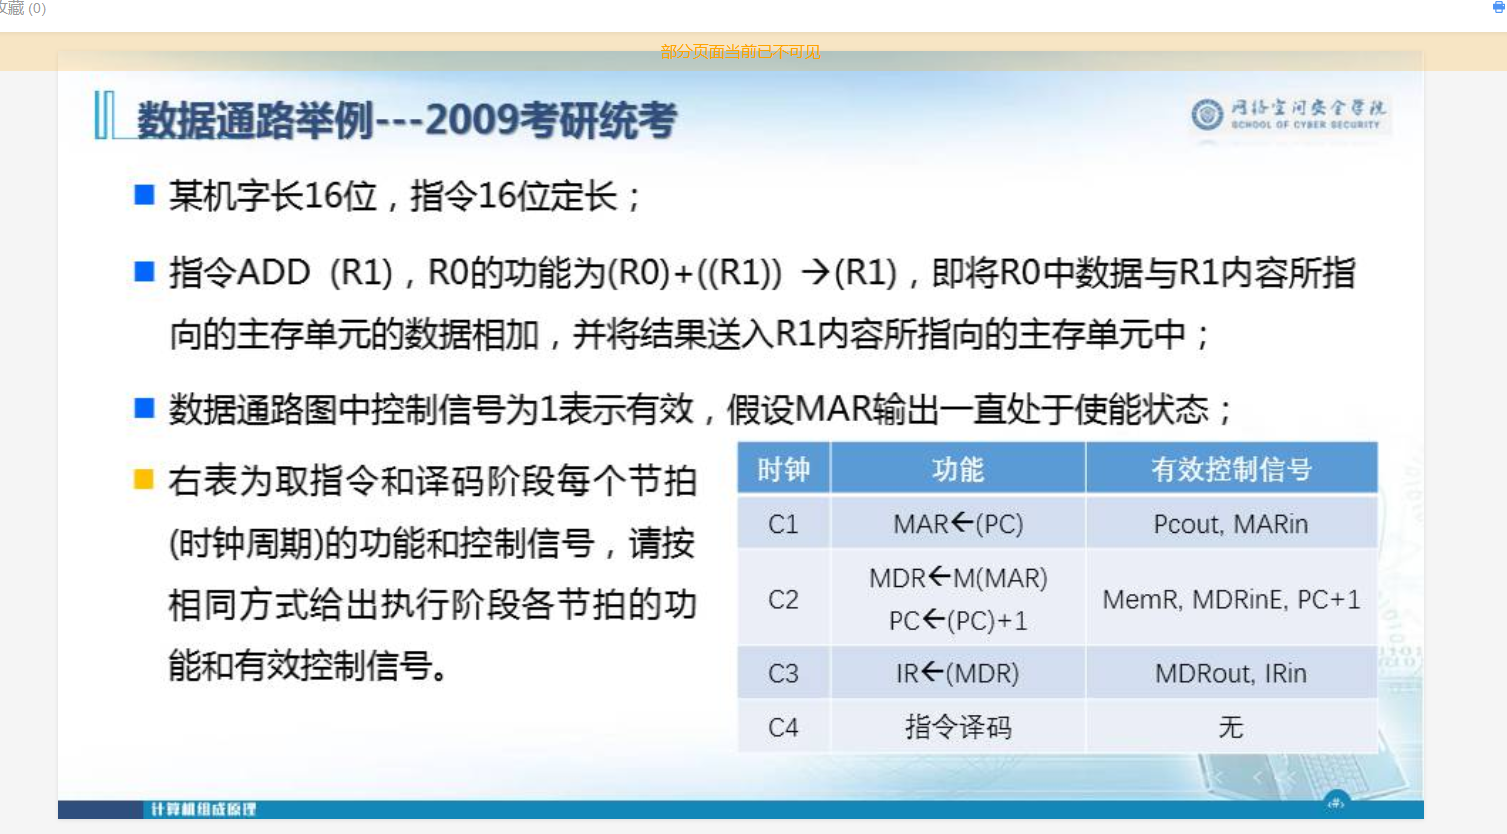 收藏 (0)
部分页面当前已不可见
数据通路举例---2009考研统考
网络空间安全学院
SCHOOL OF CYBER SECURITY
某机字长16位，指令16位定长；
指令ADD (R1)，R0的功能为(R0)+((R1)) →(R1)，即将R0中数据与R1内容所指
向的主存单元的数据相加，并将结果送入R1内容所指向的主存单元中；
数据通路图中控制信号为1表示有效，假设MAR输出一直处于使能状态；
右表为取指令和译码阶段每个节拍
(时钟周期)的功能和控制信号，请按
相同方式给出执行阶段各节拍的功
能和有效控制信号。
时钟 功能 有效控制信号
C1 MAR←(PC) Pcout, MARin
C2 MDR←M(MAR) MemR, MDRinE, PC+1
PC←(PC)+1
C3 IR←(MDR) MDRout, IRin
C4 指令译码 无
计算机组成原理
‹#›